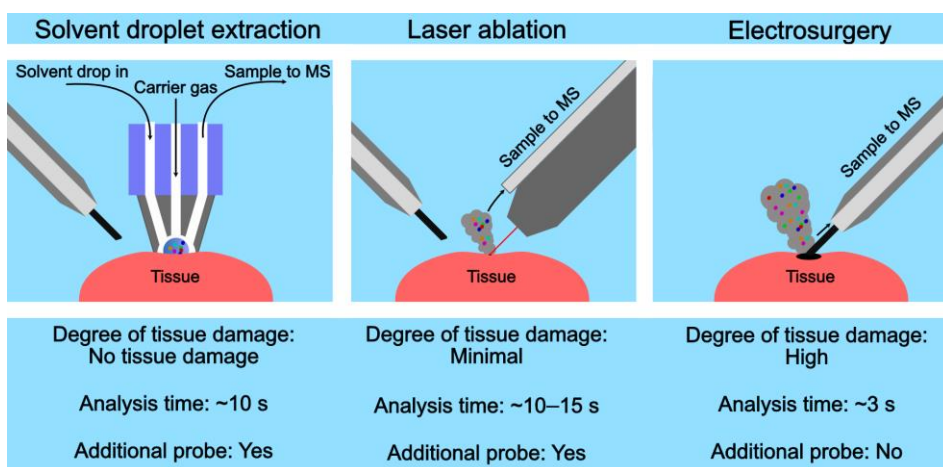 Solvent droplet extraction
Laser ablation
Electrosurgery
Solvent drop in
Carrier gas
Sample to MS
Tissue
Sample to MS
Tissue
Sample to MS
Tissue
Degree of tissue damage:
No tissue damage
Analysis time: ~10 s
Additional probe: Yes
Degree of tissue damage:
Minimal
Analysis time: ~10–15 s
Additional probe: Yes
Degree of tissue damage:
High
Analysis time: ~3 s
Additional probe: No